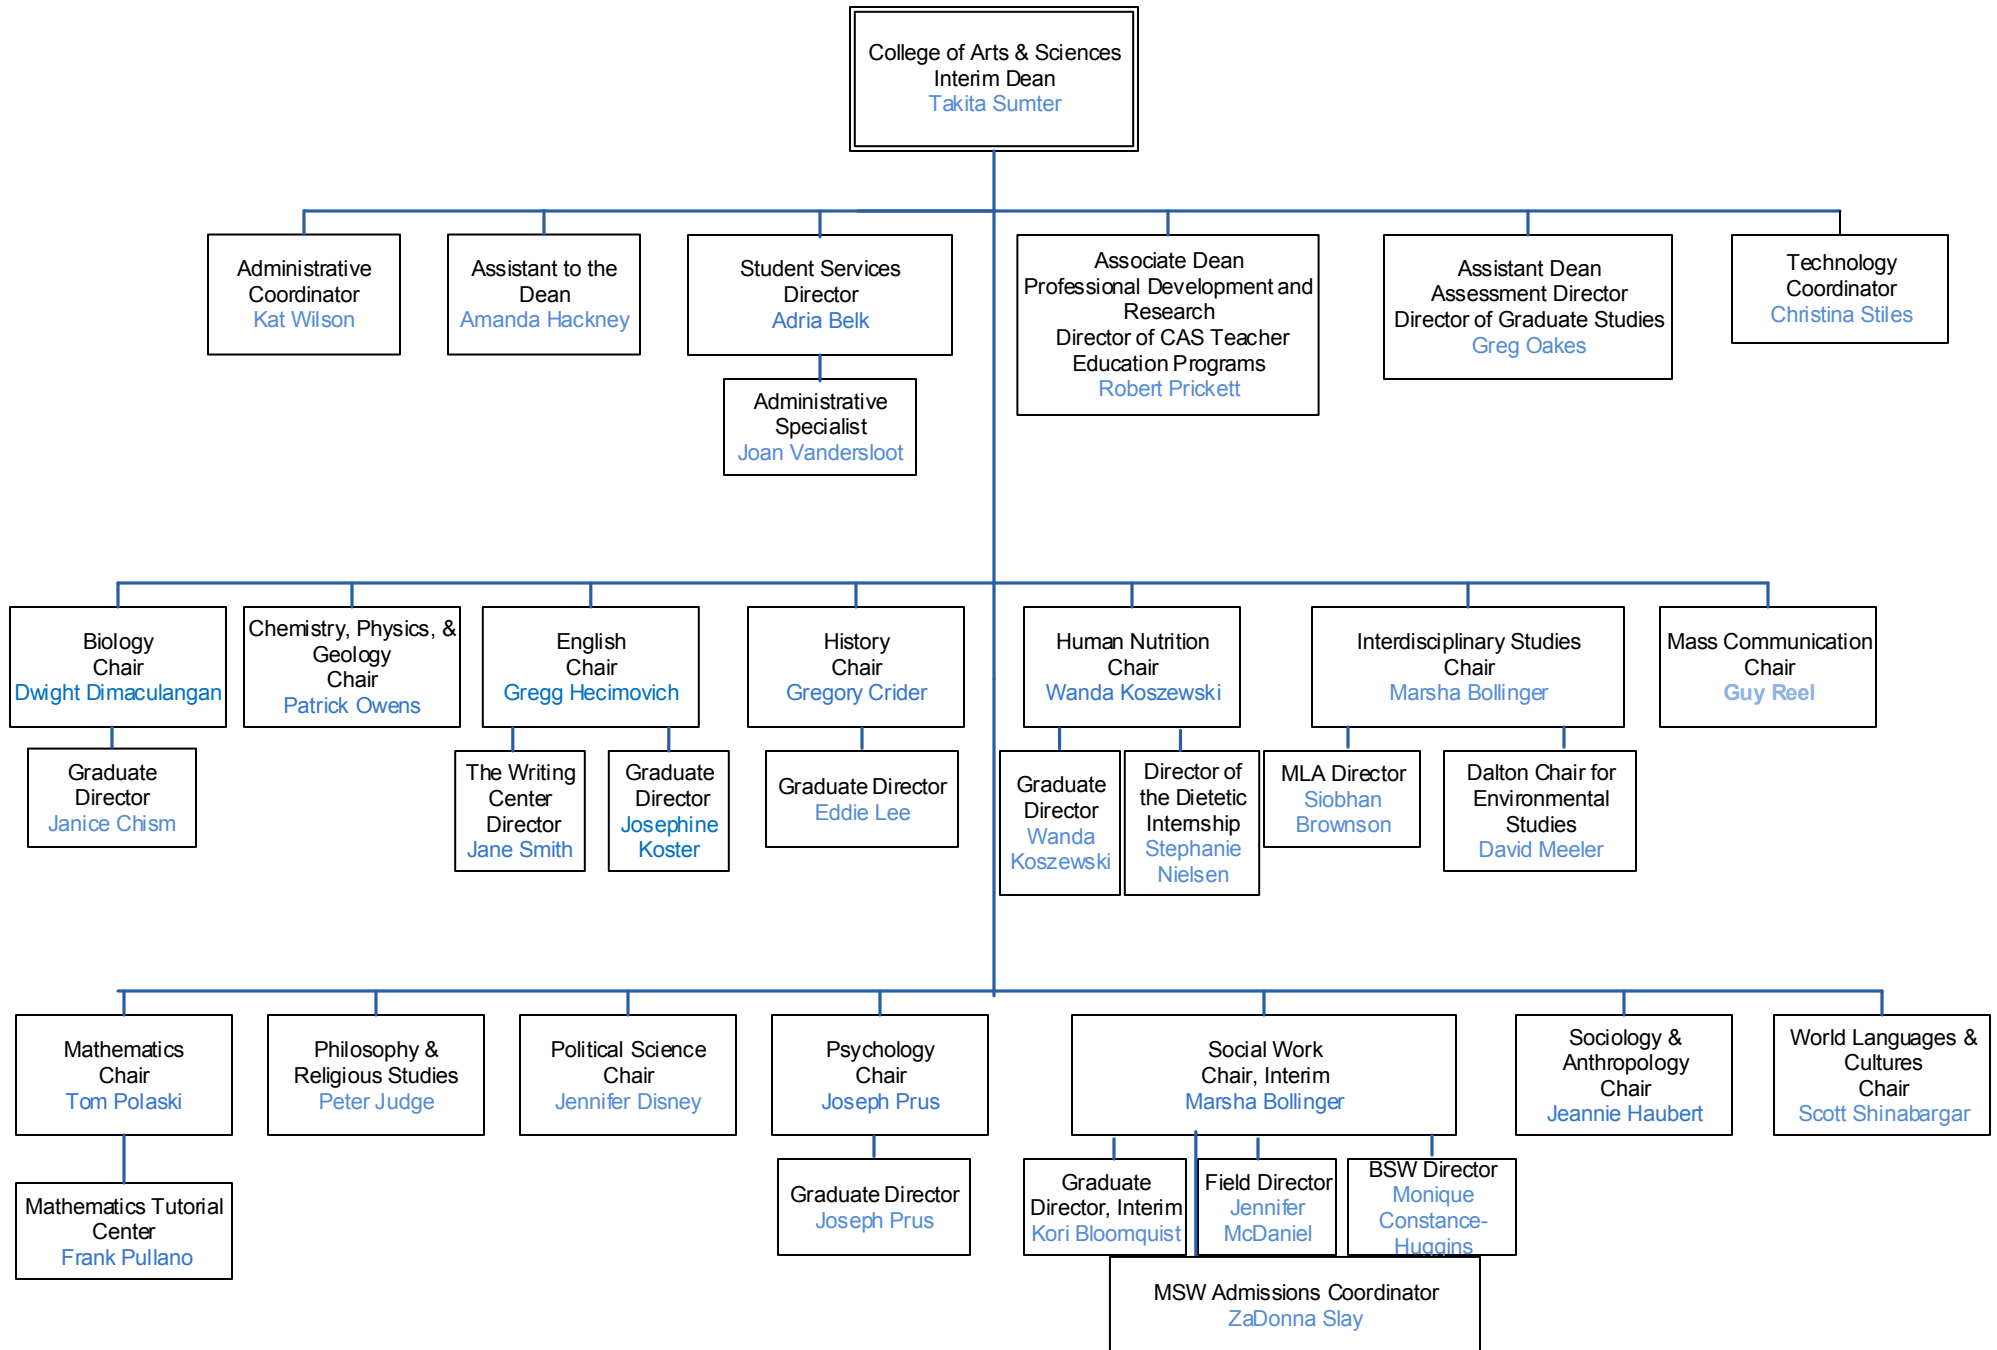 College of Arts & Sciences
Interim Dean
Takita Sumter
Administrative
Coordinator
Kat Wilson
Assistant to the
Dean
Amanda Hackney
Student Services
Director
Adria Belk
Associate Dean
Professional Development and
Research
Director of CAS Teacher
Education Programs
Robert Prickett
Assistant Dean
Assessment Director
Director of Graduate Studies
Greg Oakes
Technology
Coordinator
Christina Stiles
Administrative
Specialist
Joan Vandersloot
Biology
Chair
Dwight Dimaculangan
Chemistry, Physics, &
Geology
Chair
Patrick Owens
English
Chair
Gregg Hecimovich
History
Chair
Gregory Crider
Human Nutrition
Chair
Wanda Koszewski
Interdisciplinary Studies
Chair
Marsha Bollinger
Mass Communication
Chair
Guy Reel
Graduate
Director
Janice Chism
The Writing
Center
Director
Jane Smith
Graduate
Director
Josephine
Koster
Graduate Director
Eddie Lee
Graduate
Director
Wanda
Koszewski
Director of
the Dietetic
Internship
Stephanie
Nielsen
MLA Director
Siobhan
Brownson
Dalton Chair for
Environmental
Studies
David Meeler
Mathematics
Chair
Tom Polaski
Philosophy &
Religious Studies
Peter Judge
Political Science
Chair
Jennifer Disney
Psychology
Chair
Joseph Prus
Social Work
Chair, Interim
Marsha Bollinger
Sociology &
Anthropology
Chair
Jeannie Haubert
World Languages &
Cultures
Chair
Scott Shinabargar
Mathematics Tutorial
Center
Frank Pullano
Graduate Director
Joseph Prus
Graduate
Director, Interim
Kori Bloomquist
Field Director
Jennifer
McDaniel
BSW Director
Monique
Constance-
Huggins
MSW Admissions Coordinator
ZaDonna Slay